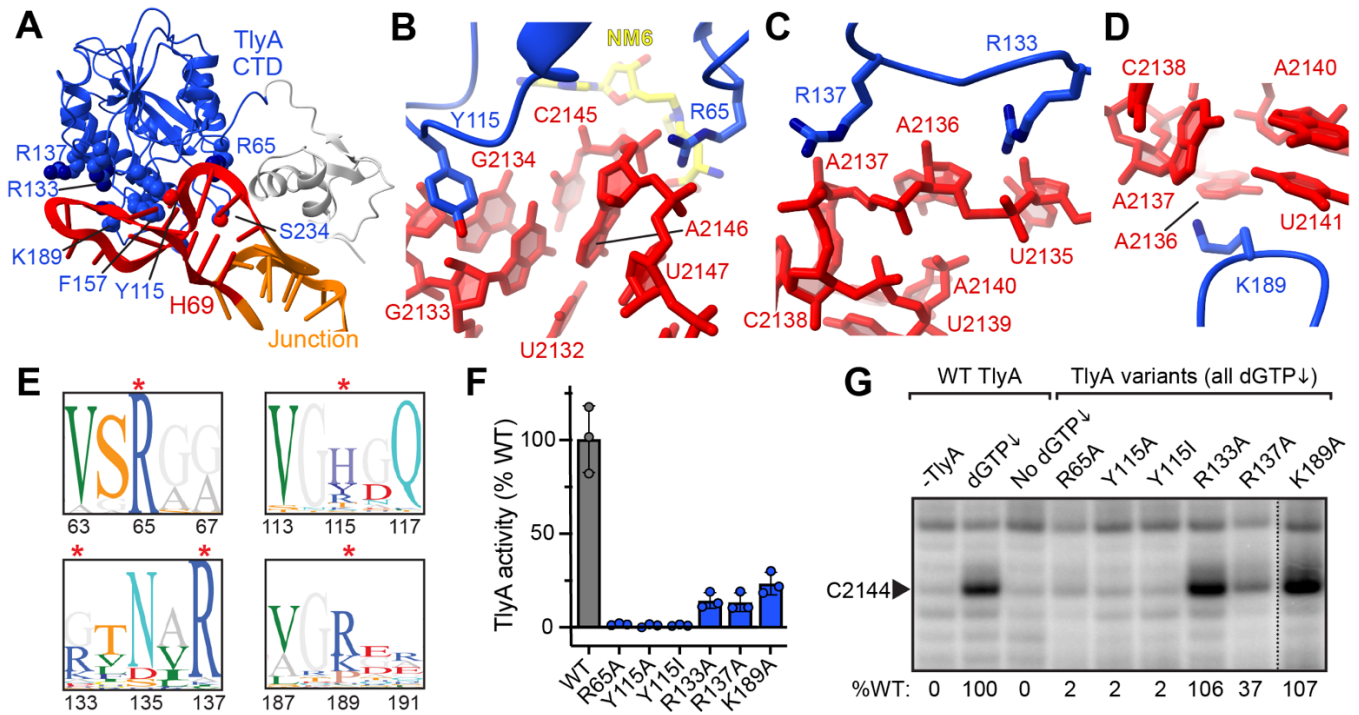 A
TlyA
CTD
R137
R65
R133
S234
K189
F157
Y115
H69
Junction
B
NM6
Y115
R65
C2145
G2134
A2146
U2147
G2133
U2132
C
R133
R137
A2136
A2137
U2135
A2140
C2138
U2139
D
C2138
A2140
A2137
U2141
A2136
K189
E
* 
63 65 67
*
113 115 117
* *
133 135 137
*
187 189 191
F
TlyA activity (% WT)
100
50
0
WT
R65A
Y115A
Y115I
R133A
R137A
K189A
G
WT TlyA
TlyA variants (all dGTP↓)
-TlyA
dGTP↓
No dGTP↓
R65A
Y115A
Y115I
R133A
R137A
K189A
C2144
%WT: 0 100 0 2 2 2 106 37 107